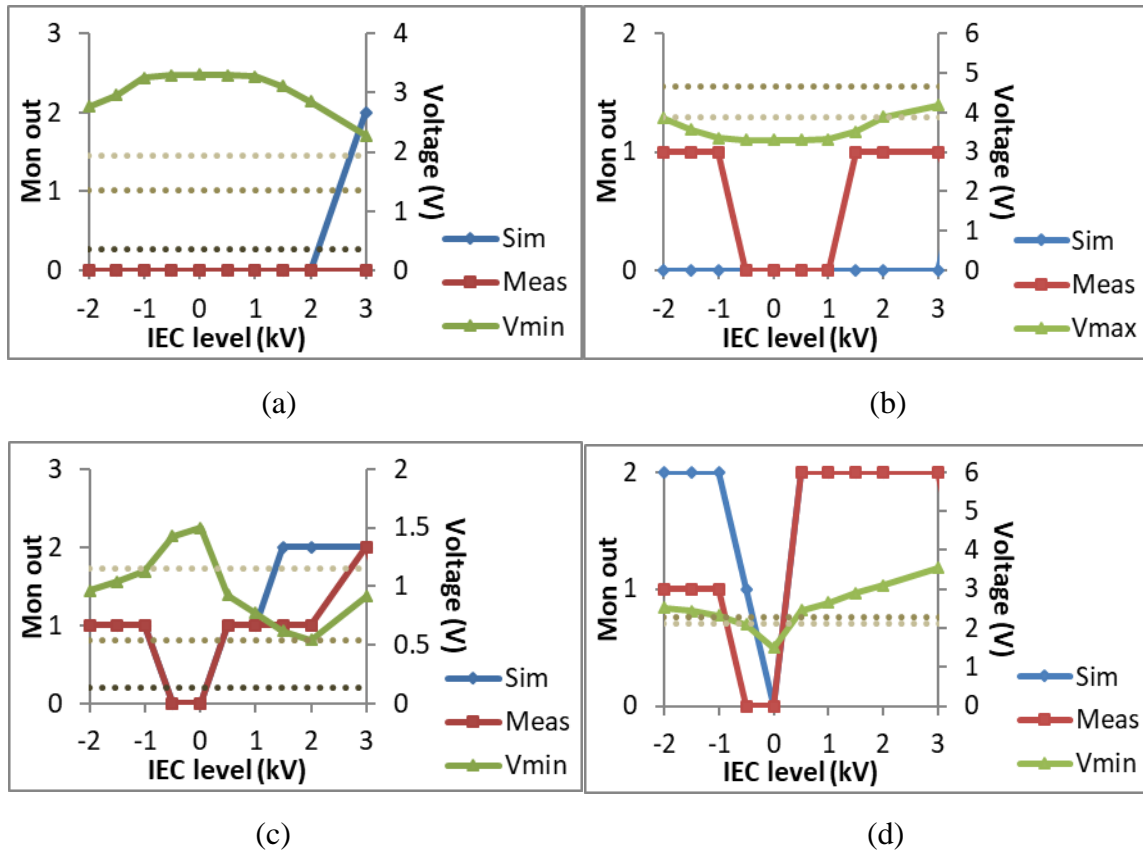 3
2
1
0
Mon out
4
3
2
1
0
Voltage (V)
-2 -1 0 1 2 3
IEC level (kV)
Sim
Meas
Vmin
(a)
2
1
0
Mon out
6
5
4
3
2
1
0
Voltage (V)
-2 -1 0 1 2 3
IEC level (kV)
Sim
Meas
Vmax
(b)
3
2
1
0
Mon out
2
1.5
1
0.5
0
Voltage (V)
-2 -1 0 1 2 3
IEC level (kV)
Sim
Meas
Vmin
(c)
2
1
0
Mon out
6
5
4
3
2
1
0
Voltage (V)
-2 -1 0 1 2 3
IEC level (kV)
Sim
Meas
Vmin
(d)